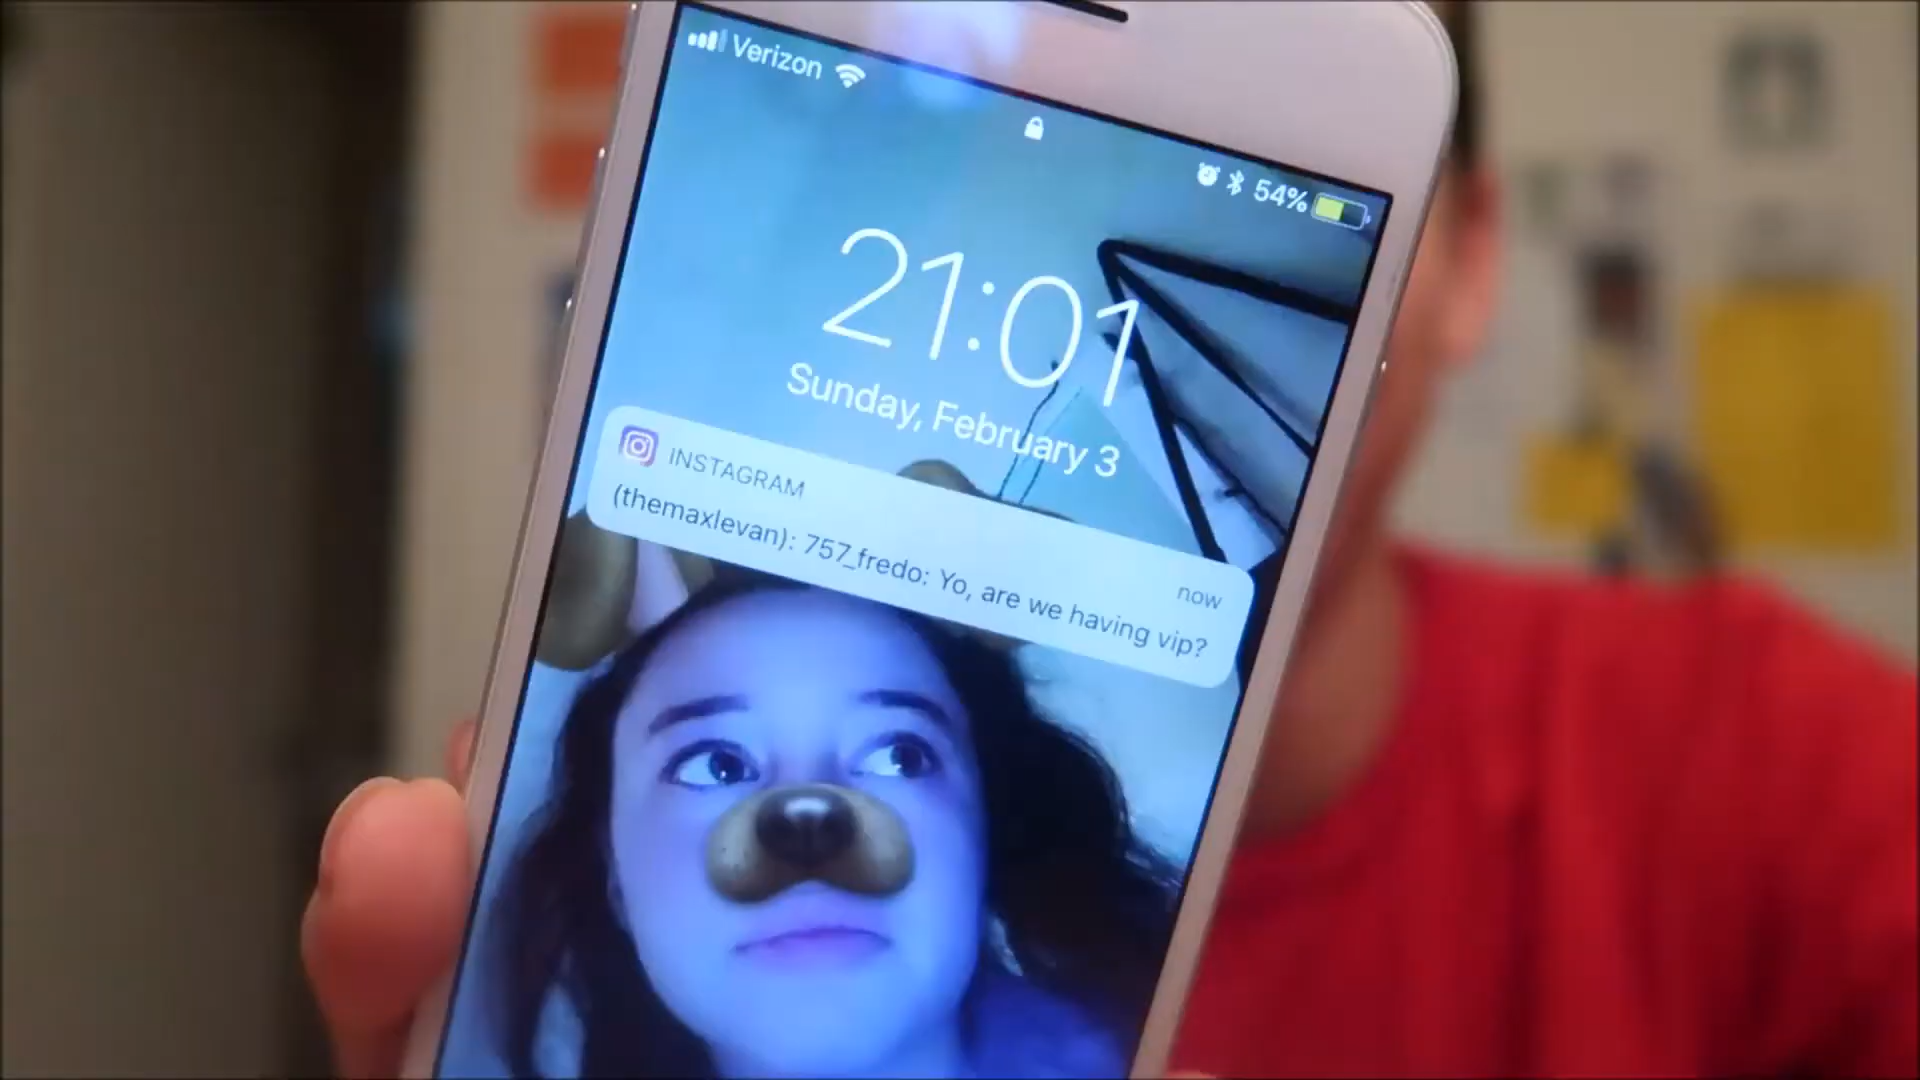 Verizon
54%
21:01
Sunday, February 3
INSTAGRAM
now
(themaxlevan): 757_fredo: Yo, are we having vip?